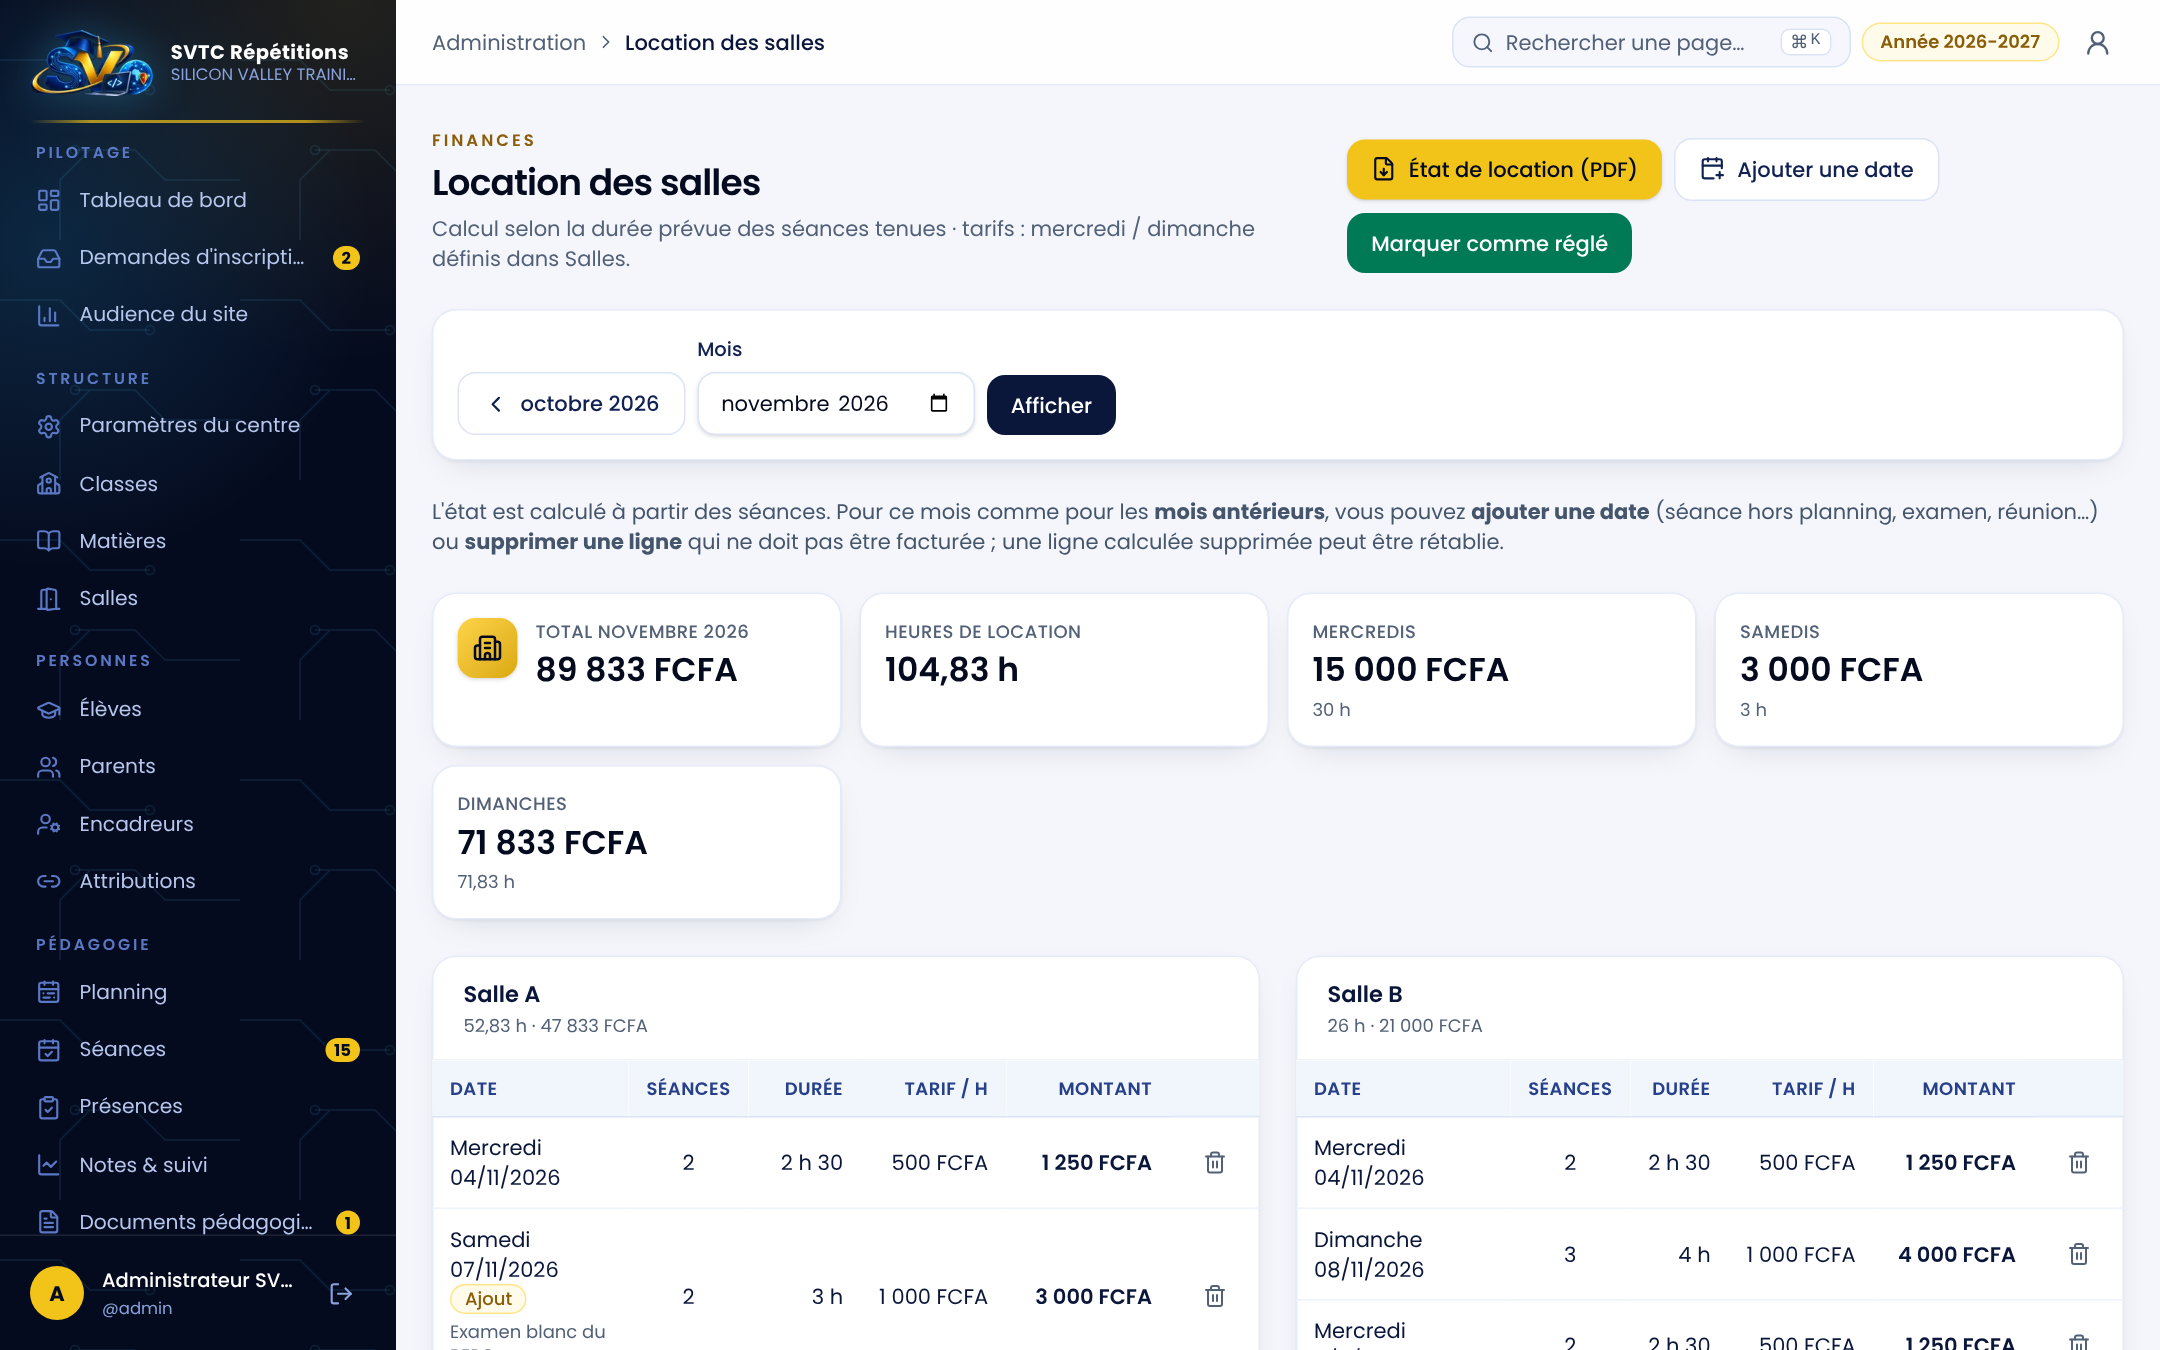 SVTC Répétitions
SILICON VALLEY TRAINI...
PILOTAGE
Tableau de bord
Demandes d'inscripti... 2
Audience du site
STRUCTURE
Paramètres du centre
Classes
Matières
Salles
PERSONNES
Élèves
Parents
Encadreurs
Attributions
PÉDAGOGIE
Planning
Séances 15
Présences
Notes & suivi
Documents pédagogi... 1
A
Administrateur SV...
@admin
Administration > Location des salles
Rechercher une page... ⌘ K
Année 2026-2027
FINANCES
Location des salles
Calcul selon la durée prévue des séances tenues · tarifs : mercredi / dimanche
définis dans Salles.
État de location (PDF)
Ajouter une date
Marquer comme réglé
Mois
octobre 2026
novembre 2026
Afficher
L'état est calculé à partir des séances. Pour ce mois comme pour les mois antérieurs, vous pouvez ajouter une date (séance hors planning, examen, réunion...)
ou supprimer une ligne qui ne doit pas être facturée ; une ligne calculée supprimée peut être rétablie.
TOTAL NOVEMBRE 2026
89 833 FCFA
HEURES DE LOCATION
104,83 h
MERCREDIS
15 000 FCFA
30 h
SAMEDIS
3 000 FCFA
3 h
DIMANCHES
71 833 FCFA
71,83 h
Salle A
52,83 h · 47 833 FCFA
DATE SÉANCES DURÉE TARIF / H MONTANT
Mercredi
04/11/2026 2 2 h 30 500 FCFA 1 250 FCFA
Samedi
07/11/2026
Ajout 2 3 h 1 000 FCFA 3 000 FCFA
Examen blanc du
Salle B
26 h · 21 000 FCFA
DATE SÉANCES DURÉE TARIF / H MONTANT
Mercredi
04/11/2026 2 2 h 30 500 FCFA 1 250 FCFA
Dimanche
08/11/2026 3 4 h 1 000 FCFA 4 000 FCFA
Mercredi
2 2 h 30 500 FCFA 1 250 FCFA